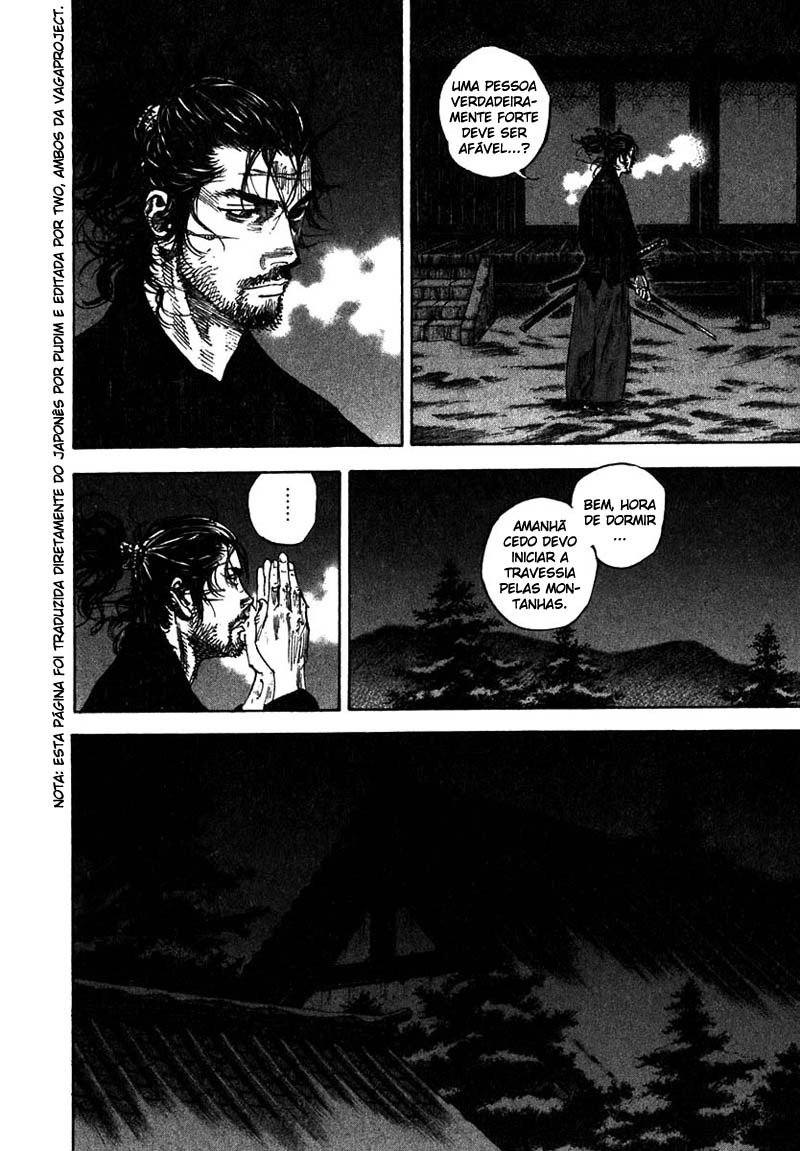 UMA PESSOA
VERDADEIRA-
MENTE FORTE
DEVE SER
AFÁVEL...?
......
BEM, HORA
DE DORMIR
...
AMANHÃ
CEDO DEVO
INICIAR A
TRAVESSIA
PELAS MON-
TANHAS.
NOTA: ESTA PÁGINA FOI TRADUZIDA DIRETAMENTE DO JAPONÊS POR PUDIM E EDITADA POR TWO, AMBOS DA VAGAPROJECT.